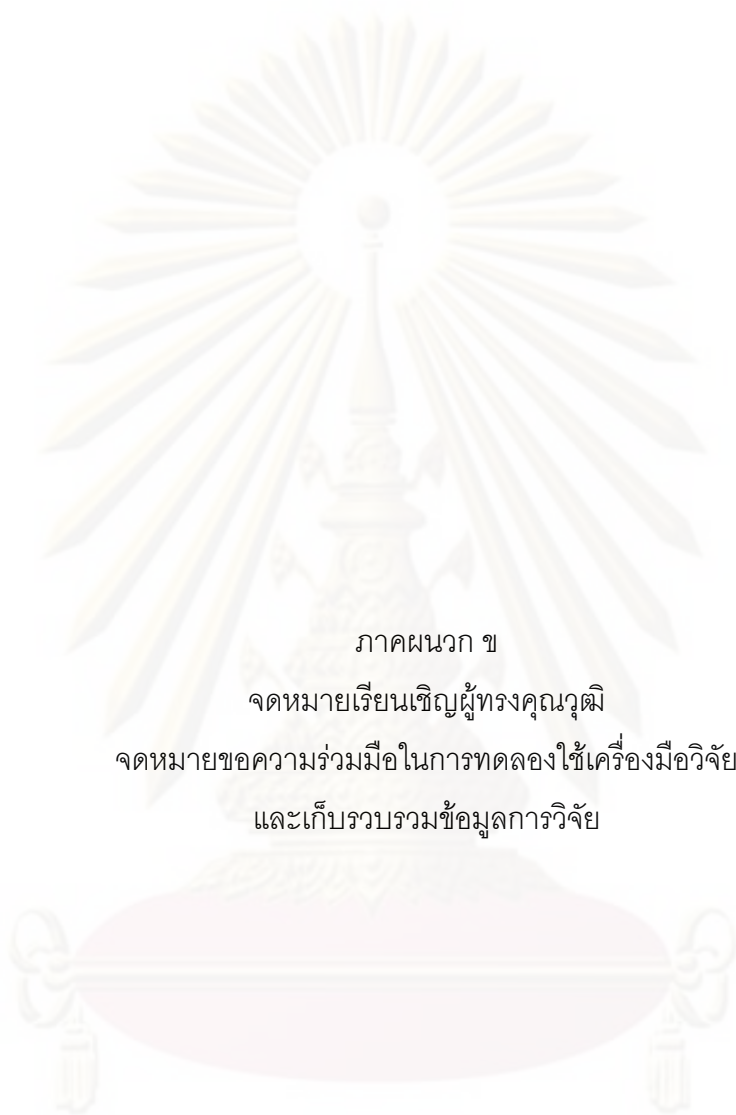 ภาคผนวก ข
จดหมายเรียนเชิญผู้ทรงคุณวุฒิ
จดหมายขอความร่วมมือในการทดลองใช้เครื่องมือวิจัย
และเก็บรวบรวมข้อมูลการวิจัย